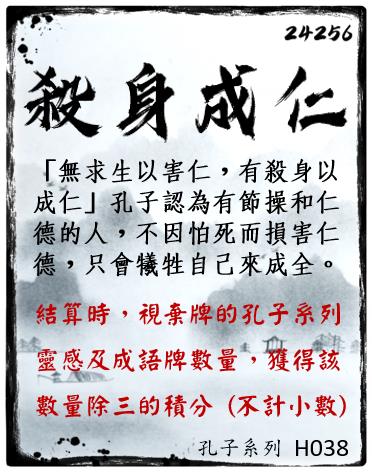 24256
殺身成仁
「無求生以害仁，有殺身以
成仁」孔子認為有節操和仁
德的人，不因怕死而損害仁
德，只會犧牲自己來成全。
結算時，視棄牌的孔子系列
靈感及成語牌數量，獲得該
數量除三的積分 (不計小數)
孔子系列 H038